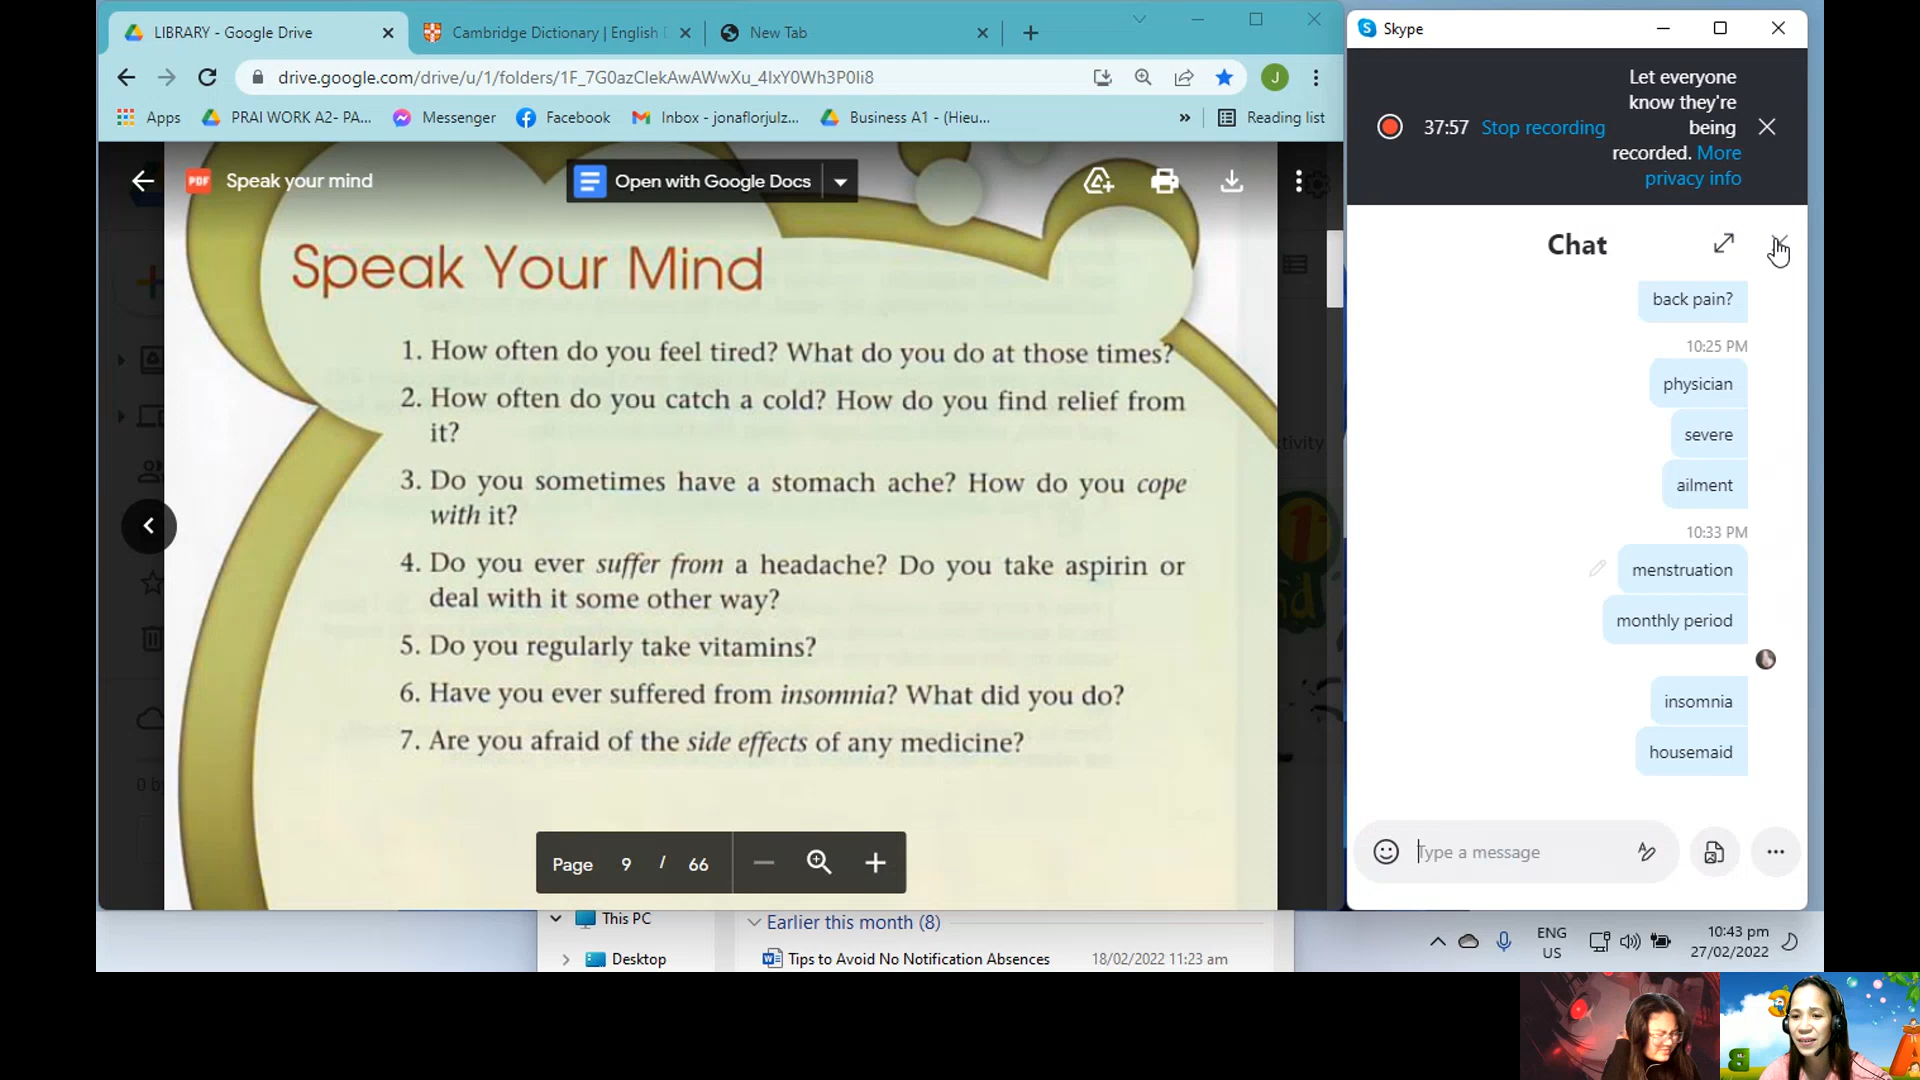 LIBRARY - Google Drive
Cambridge Dictionary | English
New Tab
drive.google.com/drive/u/1/folders/1F_7G0azClekAwAWwXu_4IxY0Wh3P0Ii8
J
Apps
PRAI WORK A2- PA...
Messenger
Facebook
Inbox - jonaflorjulz...
Business A1 - (Hieu...
»
Reading list
PDF
Speak your mind
Open with Google Docs
Speak Your Mind
1. How often do you feel tired? What do you do at those times?
2. How often do you catch a cold? How do you find relief from
it?
3. Do you sometimes have a stomach ache? How do you cope
with it?
4. Do you ever suffer from a headache? Do you take aspirin or
deal with it some other way?
5. Do you regularly take vitamins?
6. Have you ever suffered from insomnia? What did you do?
7. Are you afraid of the side effects of any medicine?
Page 9 / 66
This PC
Desktop
Earlier this month (8)
Tips to Avoid No Notification Absences
18/02/2022 11:23 am
Skype
37:57 Stop recording
Let everyone
know they're
being
recorded. More
privacy info
Chat
back pain?
10:25 PM
physician
severe
ailment
10:33 PM
menstruation
monthly period
insomnia
housemaid
Type a message
ENG
US
10:43 pm
27/02/2022